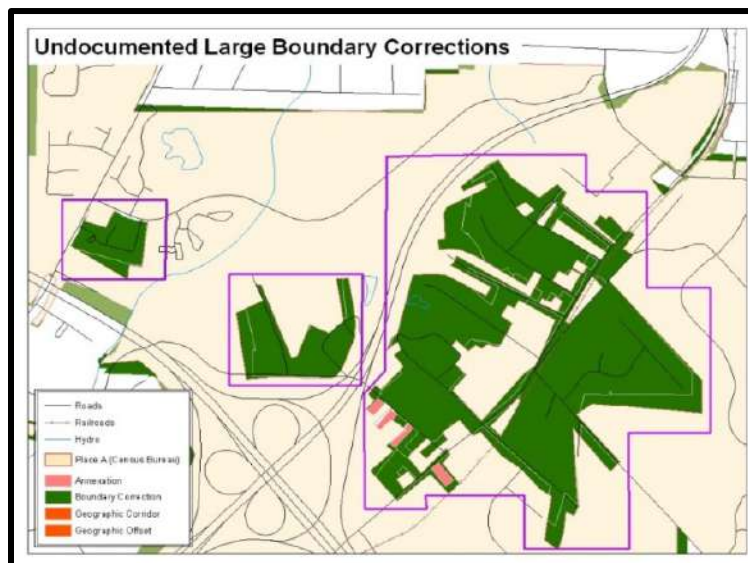 Undocumented Large Boundary Corrections
Roads
Railroads
Hydro
Place A (Census Bureau)
Annexation
Boundary Correction
Geographic Corridor
Geographic Offset